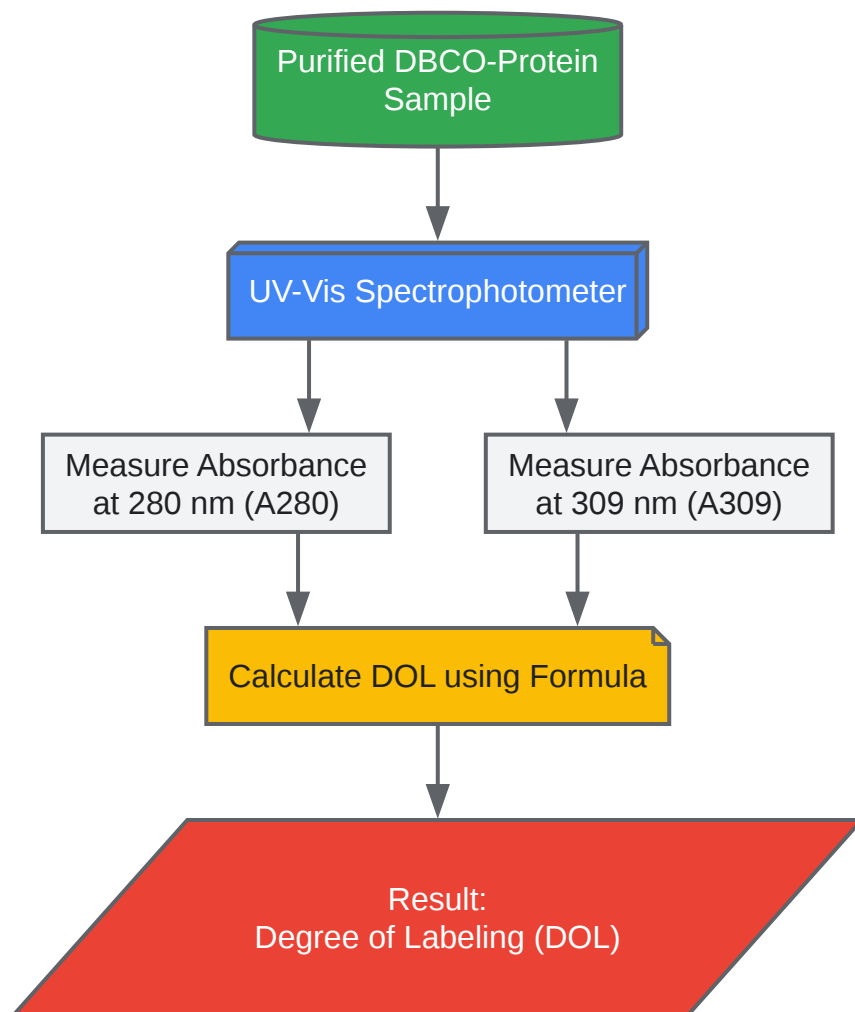 Purified DBCO-Protein
Sample
UV-Vis Spectrophotometer
Measure Absorbance
at 280 nm (A280)
Measure Absorbance
at 309 nm (A309)
Calculate DOL using Formula
Result:
Degree of Labeling (DOL)